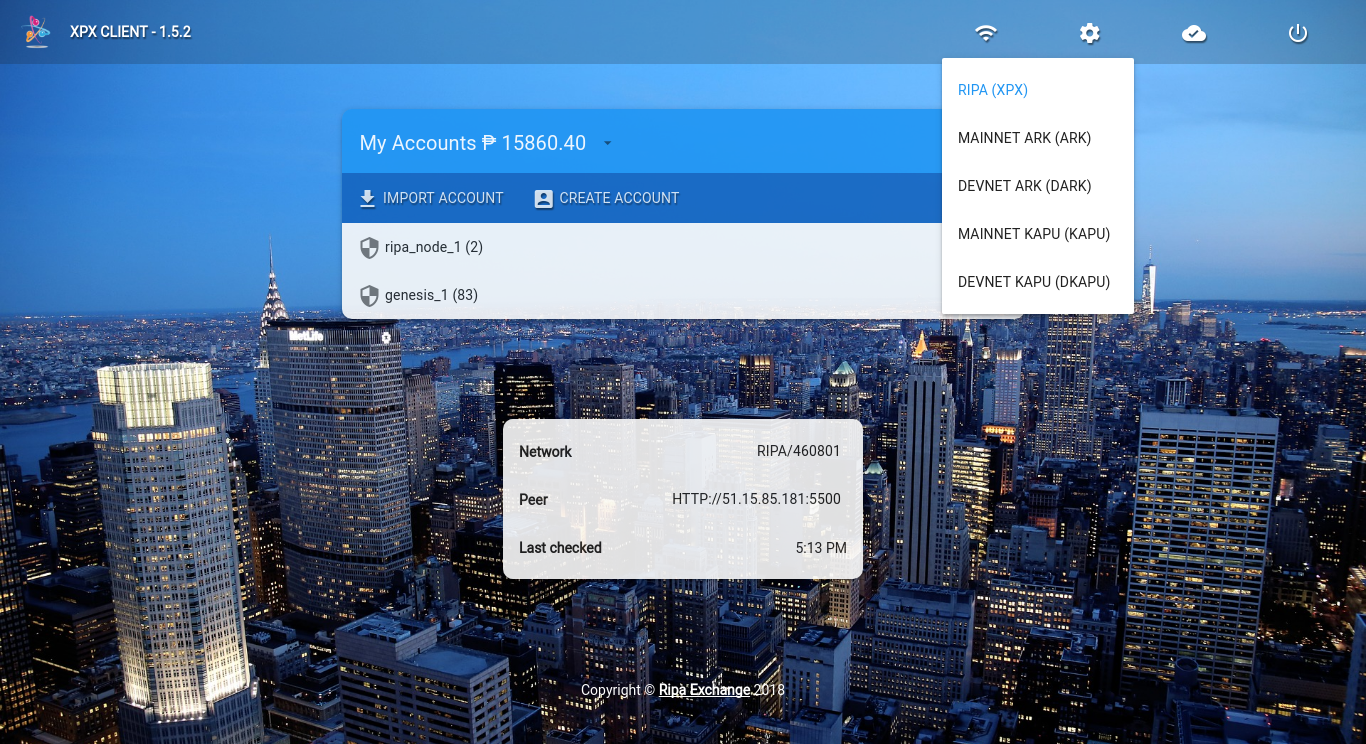 XPX CLIENT - 1.5.2
RIPA (XPX)
MAINNET ARK (ARK)
DEVNET ARK (DARK)
MAINNET KAPU (KAPU)
DEVNET KAPU (DKAPU)
My Accounts ₱ 15860.40
IMPORT ACCOUNT CREATE ACCOUNT
ripa_node_1 (2)
genesis_1 (83)
MetLife
Network RIPA/460801
Peer HTTP://51.15.85.181:5500
Last checked 5:13 PM
Copyright © Ripa Exchange 2018